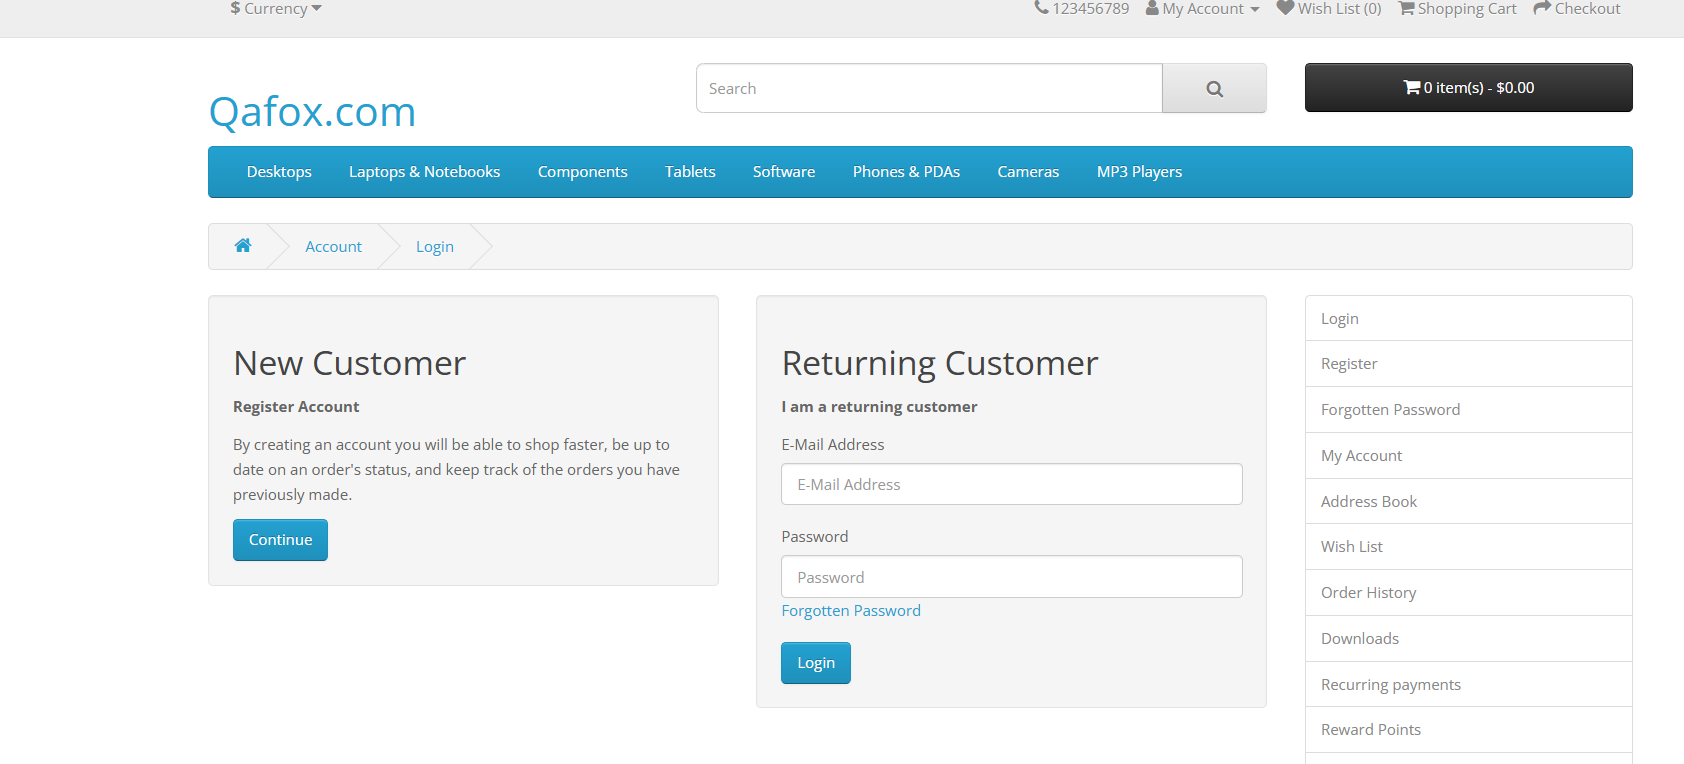 $ Currency
123456789 My Account Wish List (0) Shopping Cart Checkout
Qafox.com
Search
0 item(s) - $0.00
Desktops Laptops & Notebooks Components Tablets Software Phones & PDAs Cameras MP3 Players
Account Login
New Customer
Register Account
By creating an account you will be able to shop faster, be up to
date on an order's status, and keep track of the orders you have
previously made.
Continue
Returning Customer
I am a returning customer
E-Mail Address
E-Mail Address
Password
Password
Forgotten Password
Login
Login
Register
Forgotten Password
My Account
Address Book
Wish List
Order History
Downloads
Recurring payments
Reward Points